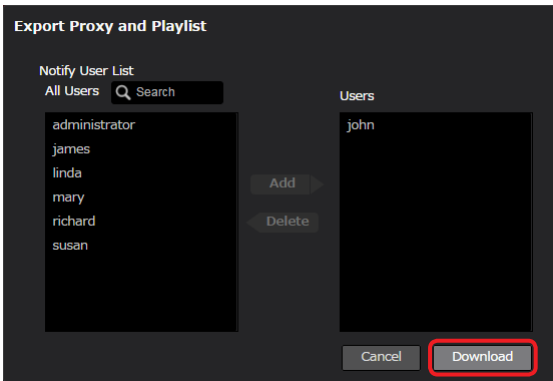 Export Proxy and Playlist
Notify User List
All Users Search
Users
administrator
james
linda
mary
richard
susan
Add
Delete
john
Cancel Download